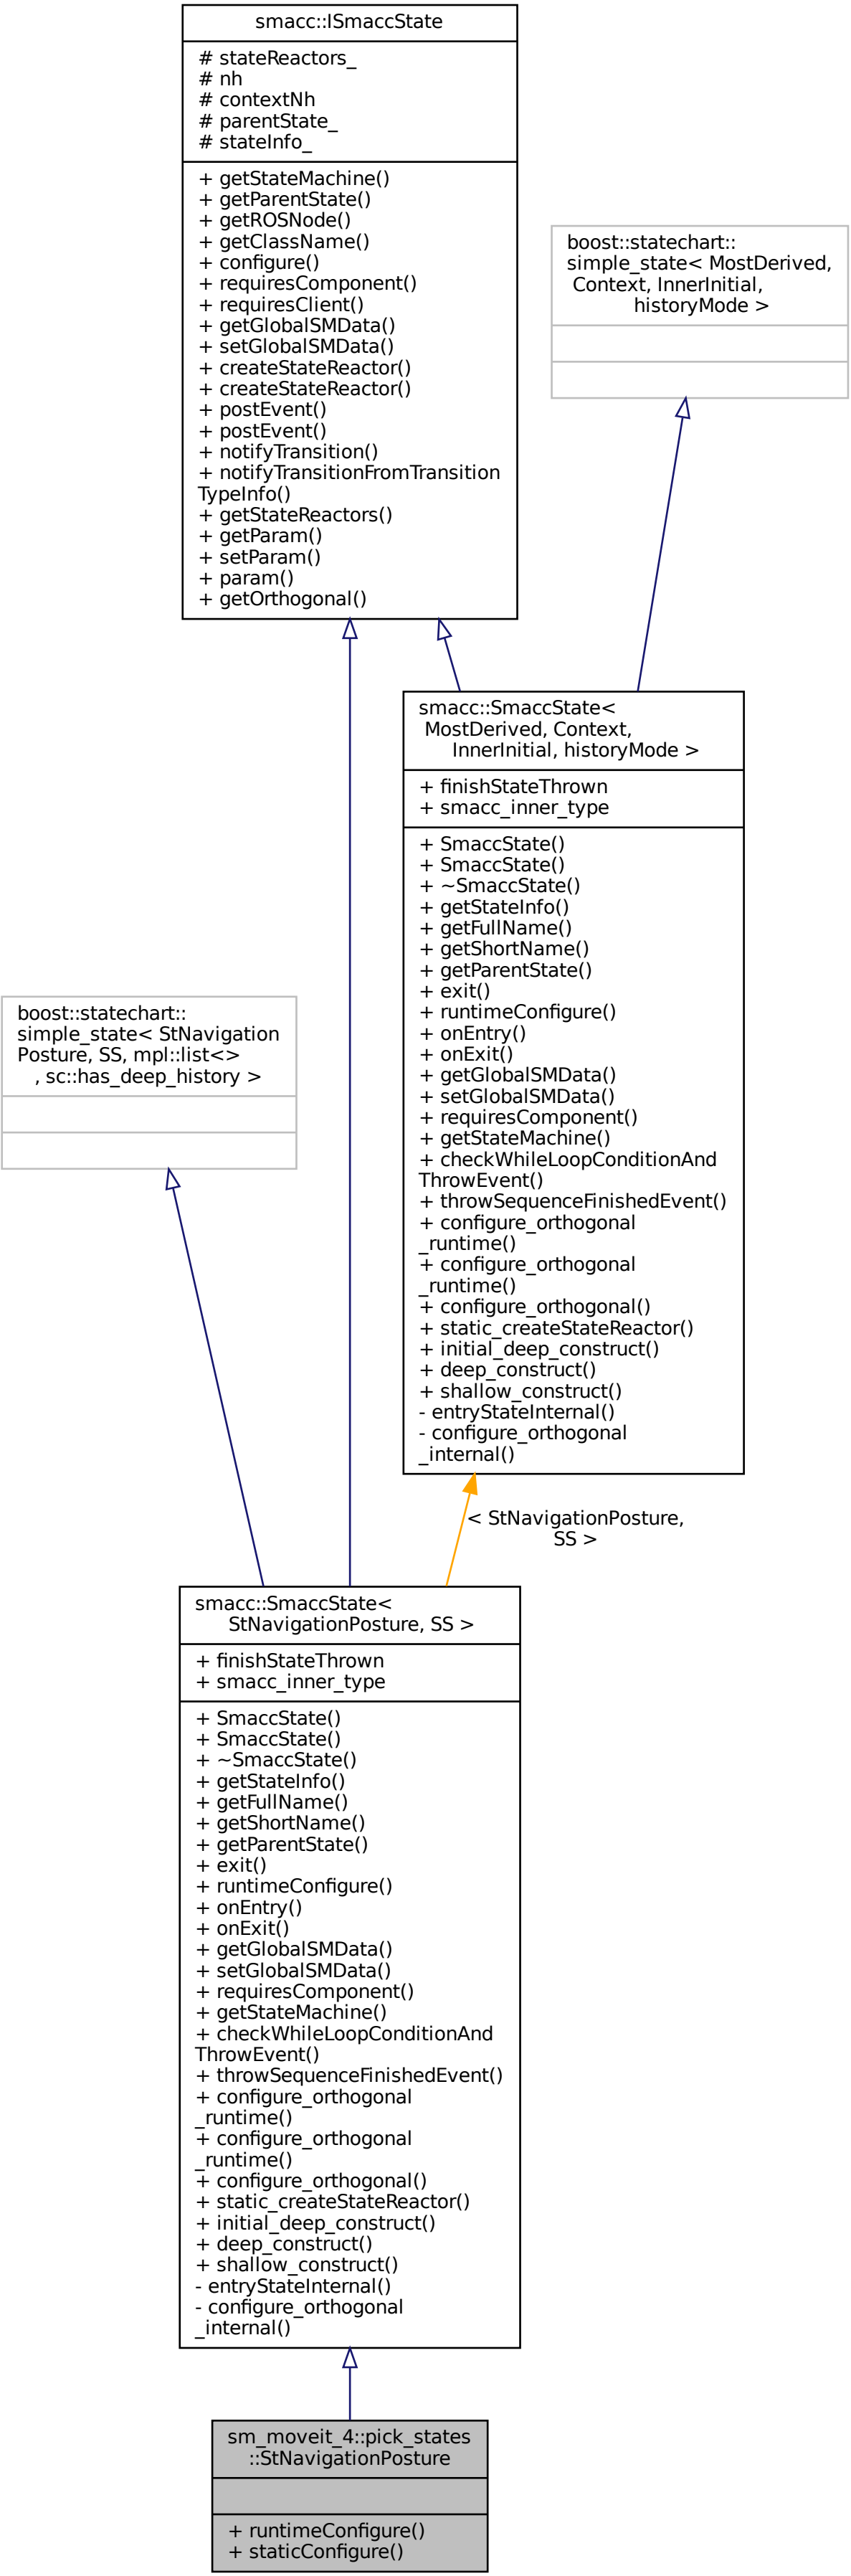 smacc::ISmaccState
# stateReactors_
# nh
# contextNh
# parentState_
# stateInfo_
+ getStateMachine()
+ getParentState()
+ getROSNode()
+ getClassName()
+ configure()
+ requiresComponent()
+ requiresClient()
+ getGlobalSMData()
+ setGlobalSMData()
+ createStateReactor()
+ createStateReactor()
+ postEvent()
+ postEvent()
+ notifyTransition()
+ notifyTransitionFromTransition
TypeInfo()
+ getStateReactors()
+ getParam()
+ setParam()
+ param()
+ getOrthogonal()
boost::statechart::
simple_state< MostDerived,
Context, InnerInitial,
historyMode >
smacc::SmaccState<
MostDerived, Context,
InnerInitial, historyMode >
+ finishStateThrown
+ smacc_inner_type
+ SmaccState()
+ SmaccState()
+ ~SmaccState()
+ getStateInfo()
+ getFullName()
+ getShortName()
+ getParentState()
+ exit()
+ runtimeConfigure()
+ onEntry()
+ onExit()
+ getGlobalSMData()
+ setGlobalSMData()
+ requiresComponent()
+ getStateMachine()
+ checkWhileLoopConditionAnd
ThrowEvent()
+ throwSequenceFinishedEvent()
+ configure_orthogonal
_runtime()
+ configure_orthogonal
_runtime()
+ configure_orthogonal()
+ static_createStateReactor()
+ initial_deep_construct()
+ deep_construct()
+ shallow_construct()
- entryStateInternal()
- configure_orthogonal
_internal()
boost::statechart::
simple_state< StNavigation
Posture, SS, mpl::list<>
, sc::has_deep_history >
< StNavigationPosture,
SS >
smacc::SmaccState<
StNavigationPosture, SS >
+ finishStateThrown
+ smacc_inner_type
+ SmaccState()
+ SmaccState()
+ ~SmaccState()
+ getStateInfo()
+ getFullName()
+ getShortName()
+ getParentState()
+ exit()
+ runtimeConfigure()
+ onEntry()
+ onExit()
+ getGlobalSMData()
+ setGlobalSMData()
+ requiresComponent()
+ getStateMachine()
+ checkWhileLoopConditionAnd
ThrowEvent()
+ throwSequenceFinishedEvent()
+ configure_orthogonal
_runtime()
+ configure_orthogonal
_runtime()
+ configure_orthogonal()
+ static_createStateReactor()
+ initial_deep_construct()
+ deep_construct()
+ shallow_construct()
- entryStateInternal()
- configure_orthogonal
_internal()
sm_moveit_4::pick_states
::StNavigationPosture
+ runtimeConfigure()
+ staticConfigure()